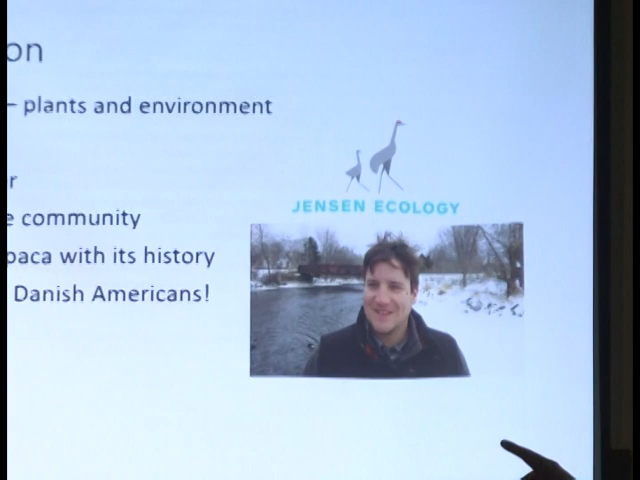 on
– plants and environment
r
e community
paca with its history
Danish Americans!
JENSEN ECOLOGY